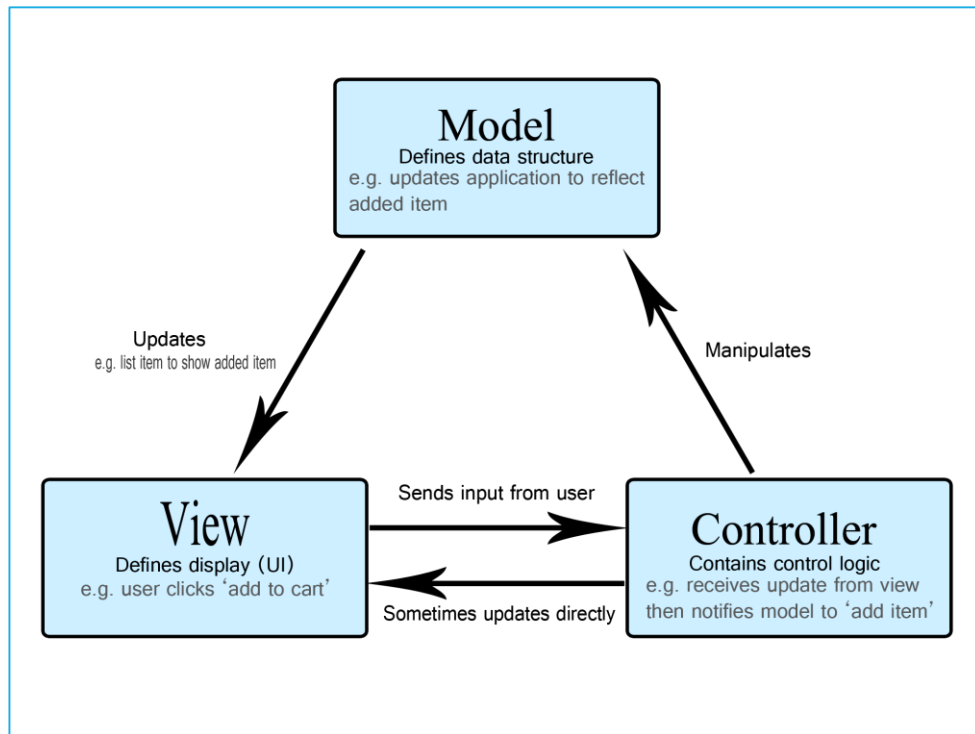 Model
Defines data structure
e.g. updates application to reflect
added item
Updates
e.g. list item to show added item
Manipulates
View
Defines display (UI)
e.g. user clicks ‘add to cart’
Sends input from user
Sometimes updates directly
Controller
Contains control logic
e.g. receives update from view
then notifies model to ‘add item’